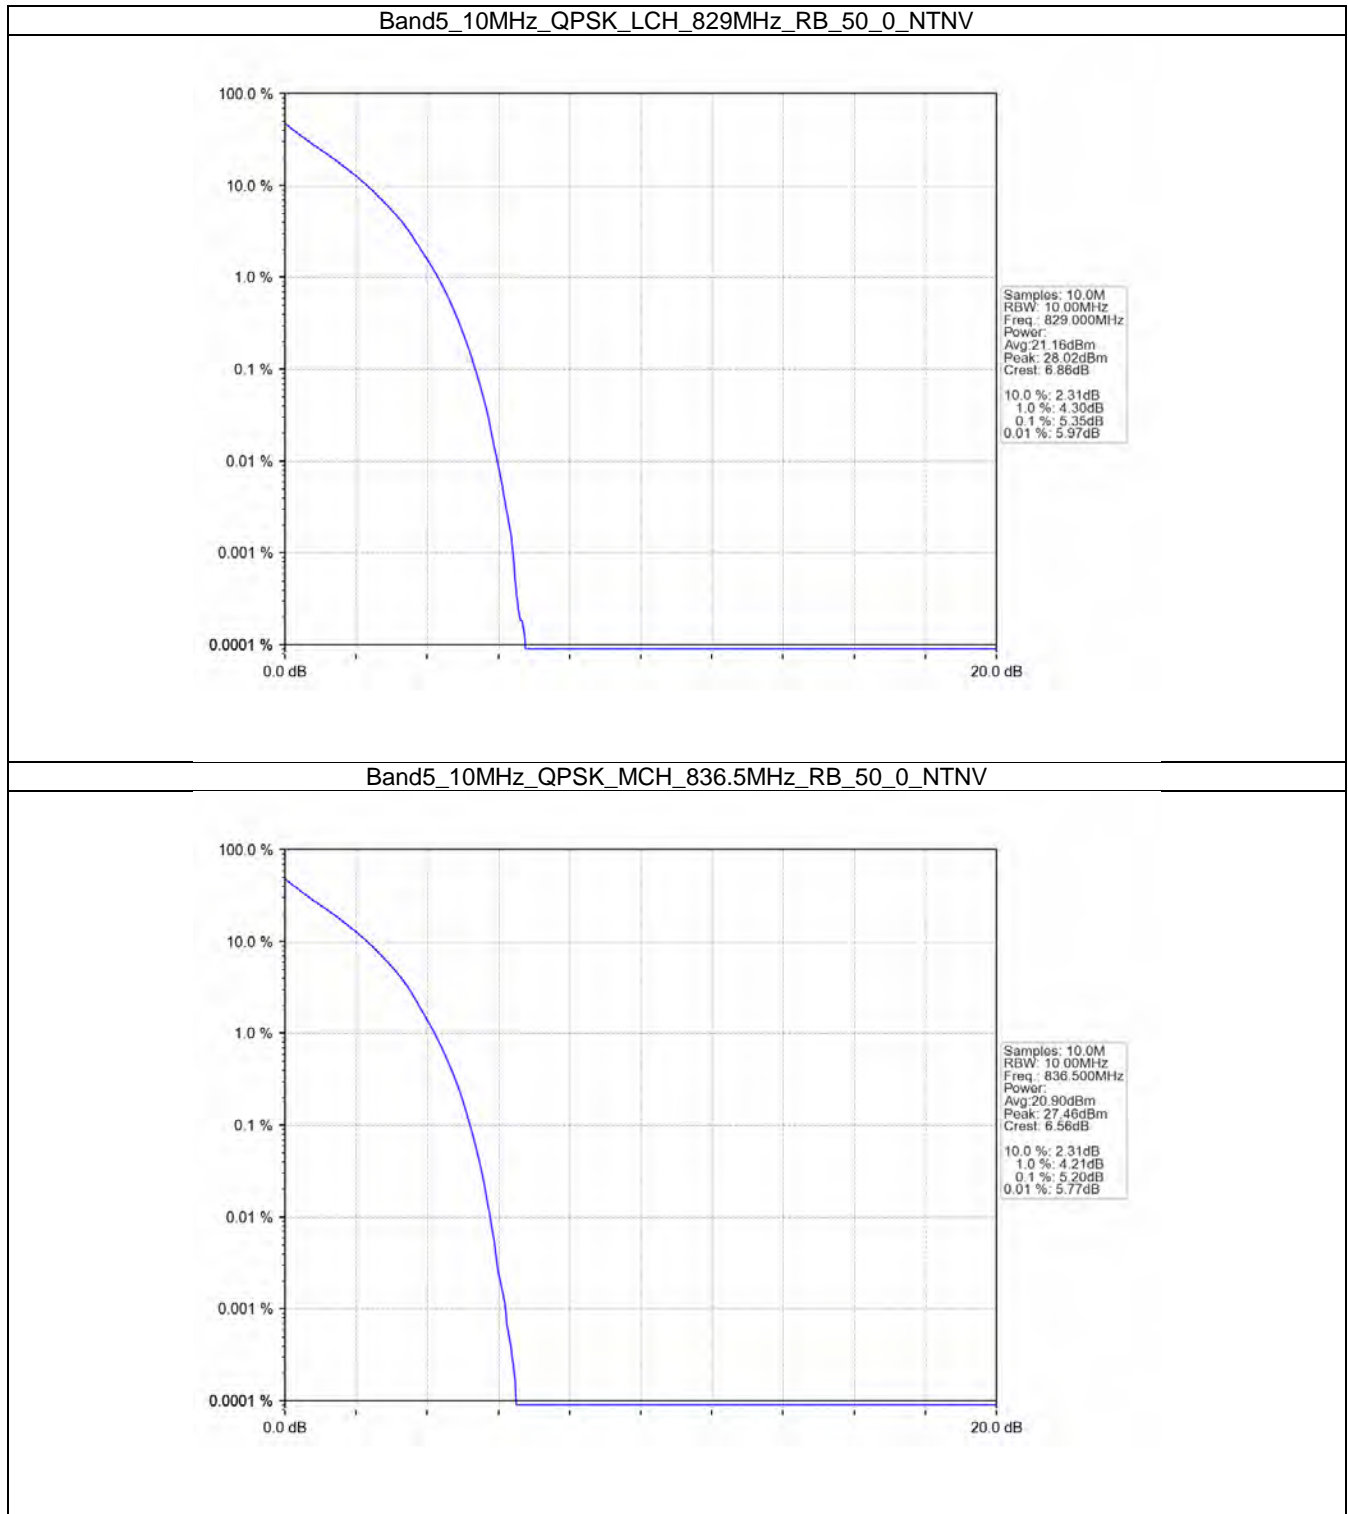 Band5_10MHz_QPSK_LCH_829MHz_RB_50_0_NTNV
100.0 %
10.0 %
1.0 %
0.1 %
0.01 %
0.001 %
0.0001 %
0.0 dB
20.0 dB
Samples: 10.0M
RBW: 10.00MHz
Freq.: 829.000MHz
Power:
Avg:21.16dBm
Peak: 28.02dBm
Crest: 6.86dB
10.0 %: 2.31dB
1.0 %: 4.30dB
0.1 %: 5.35dB
0.01 %: 5.97dB
Band5_10MHz_QPSK_MCH_836.5MHz_RB_50_0_NTNV
100.0 %
10.0 %
1.0 %
0.1 %
0.01 %
0.001 %
0.0001 %
0.0 dB
20.0 dB
Samples: 10.0M
RBW: 10.00MHz
Freq.: 836.500MHz
Power:
Avg:20.90dBm
Peak: 27.46dBm
Crest: 6.56dB
10.0 %: 2.31dB
1.0 %: 4.21dB
0.1 %: 5.20dB
0.01 %: 5.77dB